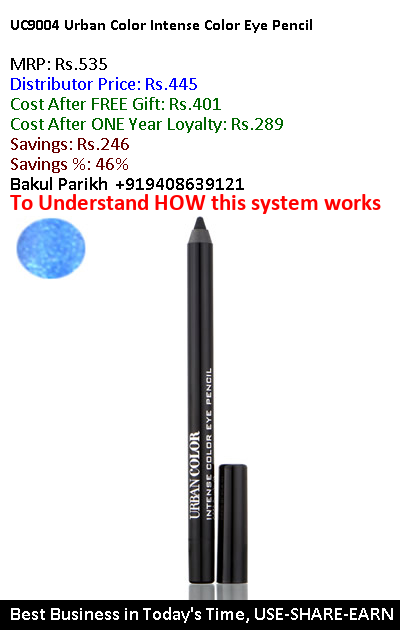 UC9004 Urban Color Intense Color Eye Pencil
MRP: Rs.535
Distributor Price: Rs.445
Cost After FREE Gift: Rs.401
Cost After ONE Year Loyalty: Rs.289
Savings: Rs.246
Savings %: 46%
Bakul Parikh +919408639121
To Understand HOW this system works
URBAN COLOR
INTENSE COLOR EYE PENCIL
Best Business in Today's Time, USE-SHARE-EARN